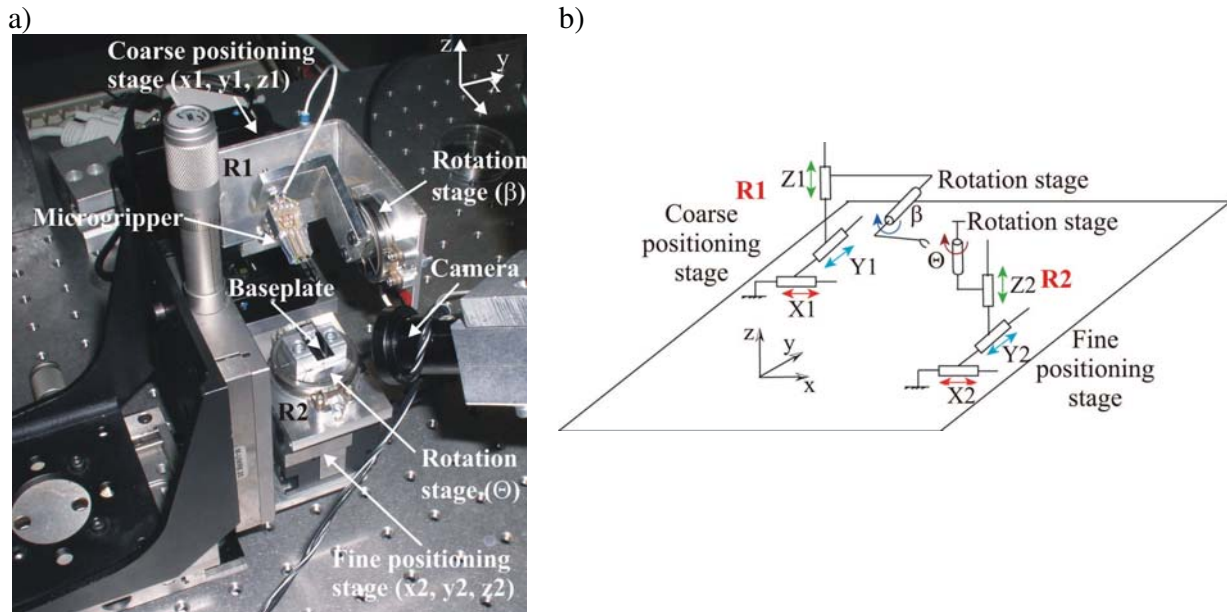 a)
Coarse positioning
stage (x1, y1, z1)
z
y
x
R1
Rotation
stage (β)
Microgripper
Camera
Baseplate
R2
Rotation
stage (Θ)
Fine positioning
stage (x2, y2, z2)
b)
R1
Z1
Rotation stage
Coarse
positioning
stage
β
Rotation stage
Y1
Θ
Z2
R2
X1
z
y
x
Y2
Fine
positioning
stage
X2